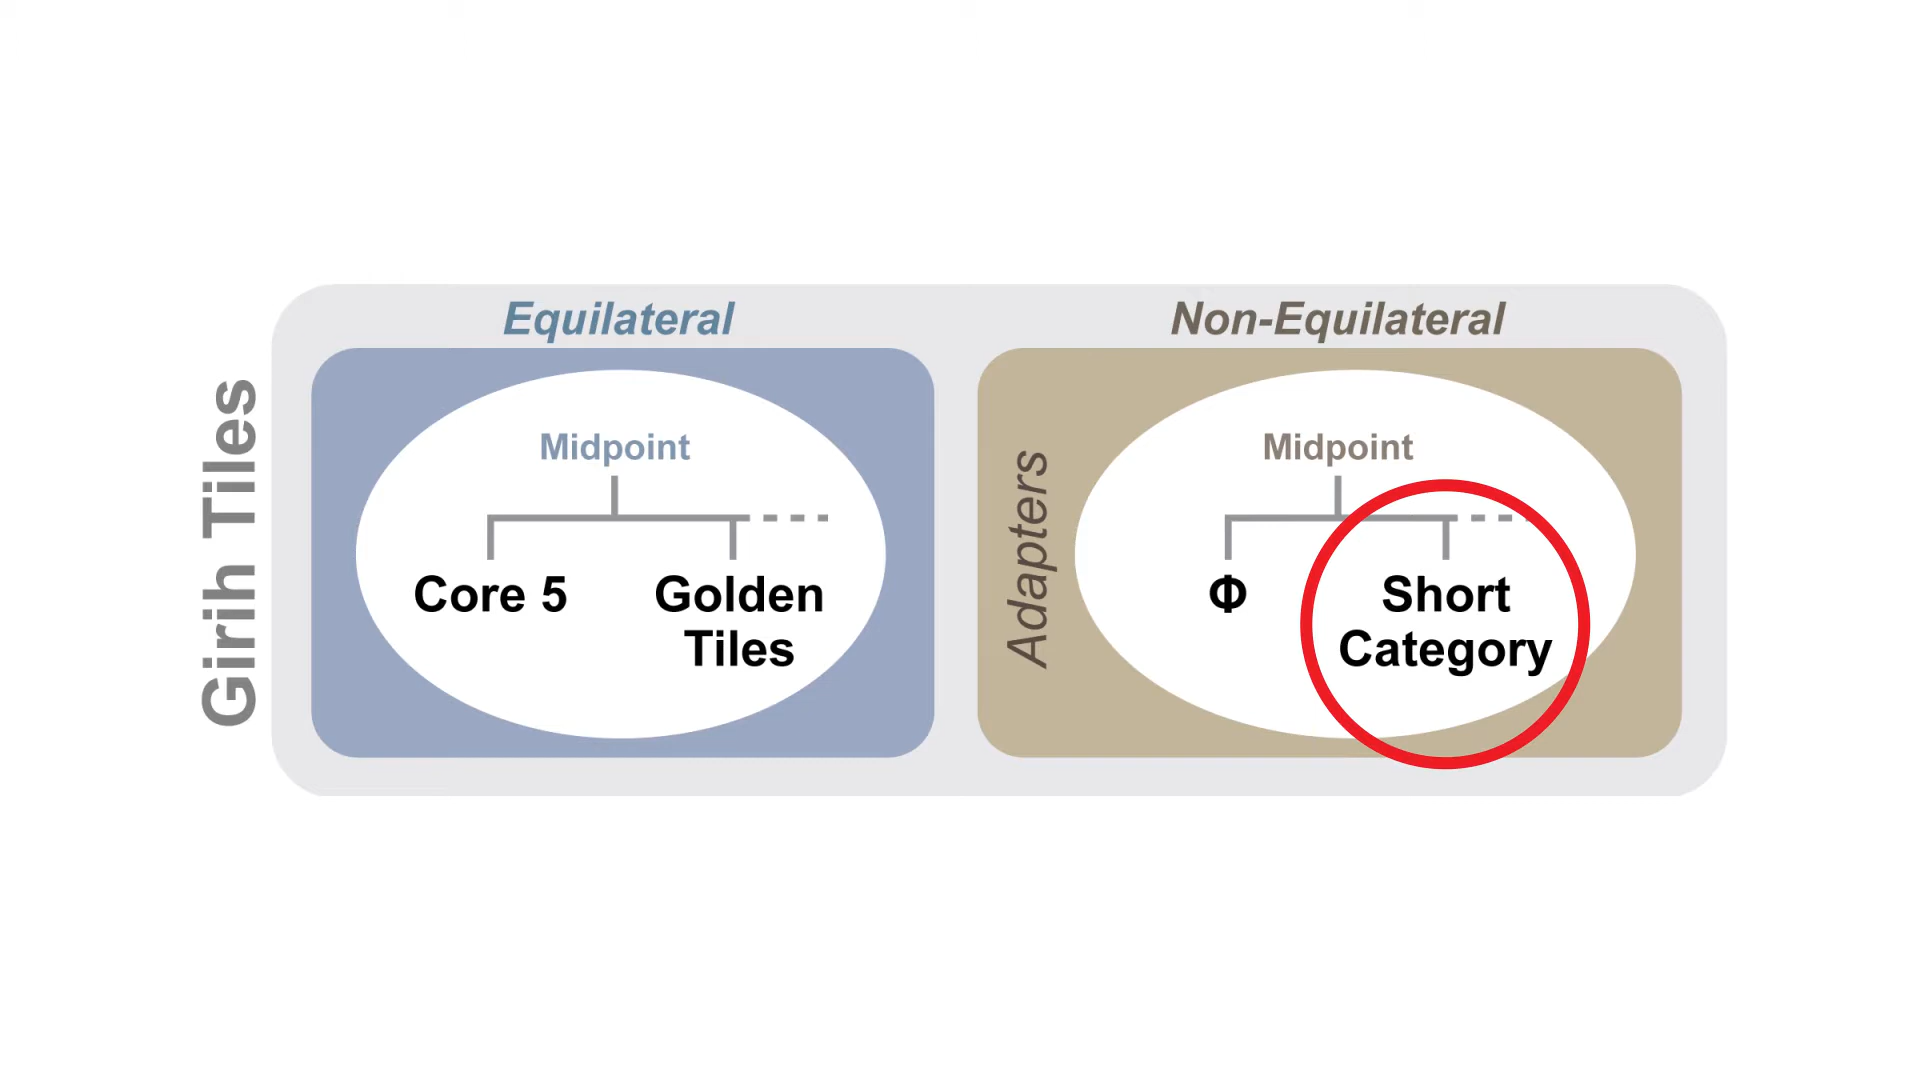 Girih Tiles
Equilateral
Midpoint
Core 5
Golden
Tiles
Non-Equilateral
Adapters
Midpoint
Φ
Short
Category